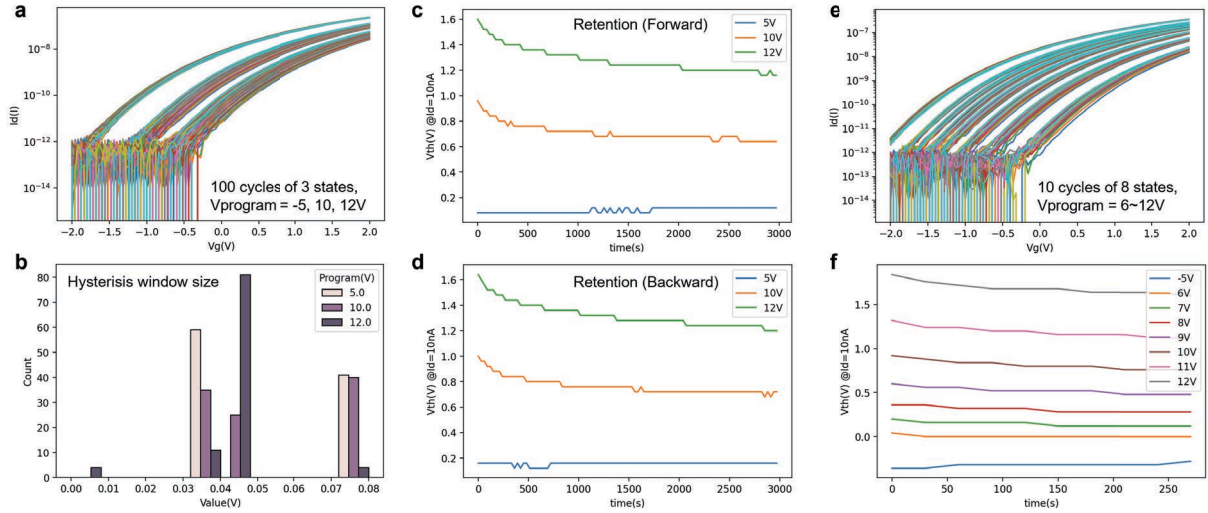 a
Id(I)
10⁻⁸
10⁻¹⁰
10⁻¹²
10⁻¹⁴
100 cycles of 3 states,
Vprogram = -5, 10, 12V
−2.0 −1.5 −1.0 −0.5 0.0 0.5 1.0 1.5 2.0
Vg(V)
b
Hysterisis window size
Program(V)
5.0
10.0
12.0
Count
80
70
60
50
40
30
20
10
0
0.00 0.01 0.02 0.03 0.04 0.05 0.06 0.07 0.08
Value(V)
c
Retention (Forward)
5V
10V
12V
Vth(V) @Id=10nA
1.6
1.4
1.2
1.0
0.8
0.6
0.4
0.2
0 500 1000 1500 2000 2500 3000
time(s)
d
Retention (Backward)
5V
10V
12V
Vth(V) @Id=10nA
1.6
1.4
1.2
1.0
0.8
0.6
0.4
0.2
0 500 1000 1500 2000 2500 3000
time(s)
e
Id(I)
10⁻⁶
10⁻⁷
10⁻⁸
10⁻⁹
10⁻¹⁰
10⁻¹¹
10⁻¹²
10⁻¹³
10⁻¹⁴
10 cycles of 8 states,
Vprogram = 6~12V
−2.0 −1.5 −1.0 −0.5 0.0 0.5 1.0 1.5 2.0
Vg(V)
f
-5V
6V
7V
8V
9V
10V
11V
12V
Vth(V) @Id=10nA
1.5
1.0
0.5
0.0
0 50 100 150 200 250
time(s)